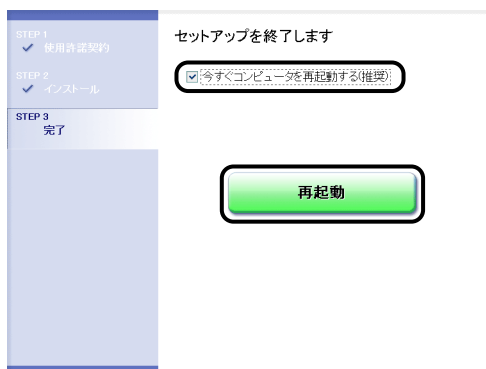 STEP 1
使用許諾契約
STEP 2
インストール
STEP 3
完了
セットアップを終了します
今すぐコンピュータを再起動する(推奨)
再起動